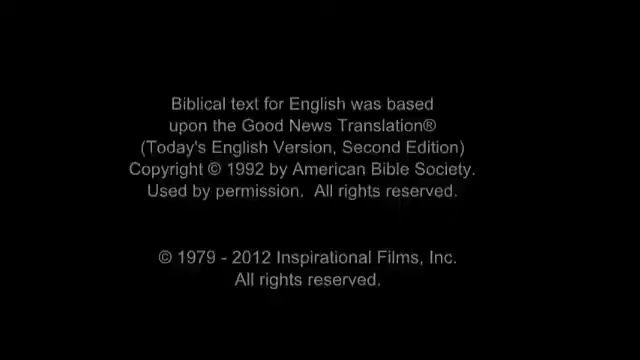 Biblical text for English was based
upon the Good News Translation®
(Today's English Version, Second Edition)
Copyright © 1992 by American Bible Society.
Used by permission.  All rights reserved.
© 1979 - 2012 Inspirational Films, Inc.
All rights reserved.